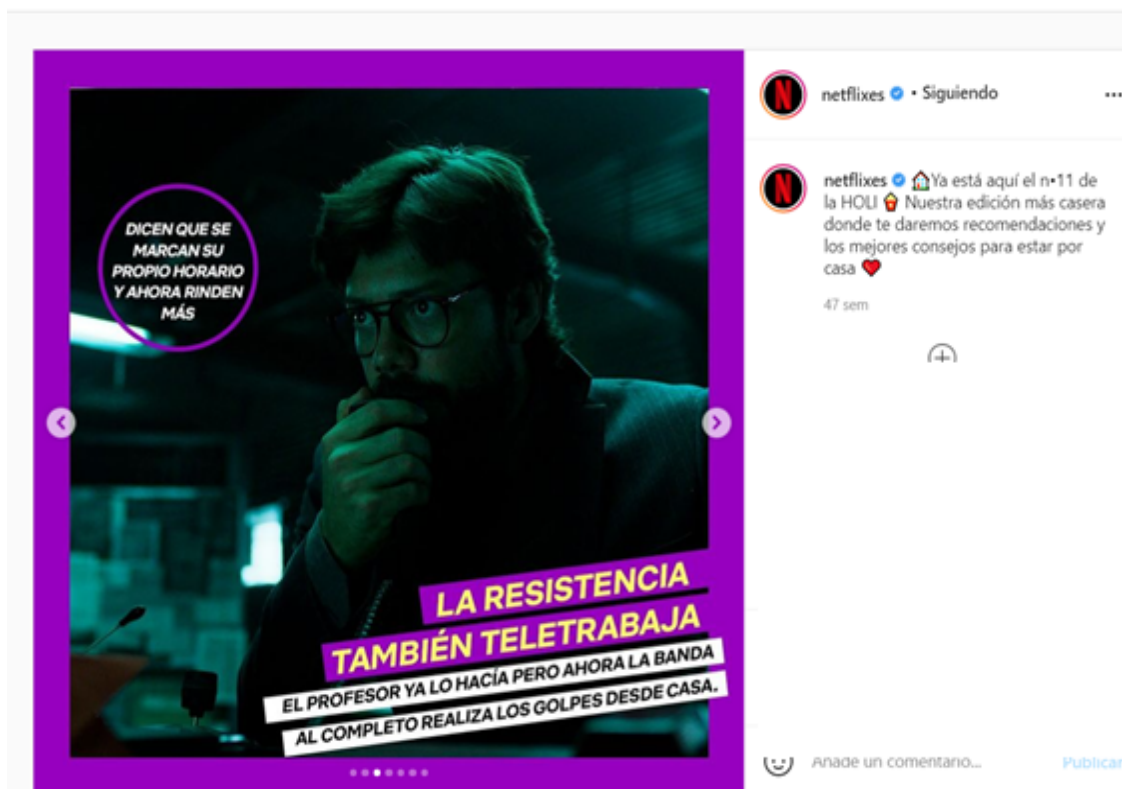 DICEN QUE SE
MARCAN SU
PROPIO HORARIO
Y AHORA RINDEN
MÁS
LA RESISTENCIA
TAMBIÉN TELETRABAJA
EL PROFESOR YA LO HACÍA PERO AHORA LA BANDA
AL COMPLETO REALIZA LOS GOLPES DESDE CASA.
netflixes • Siguiendo
netflixes Ya está aquí el n•11 de
la HOLI Nuestra edición más casera
donde te daremos recomendaciones y
los mejores consejos para estar por
casa
47 sem
Añade un comentario...
Publicar